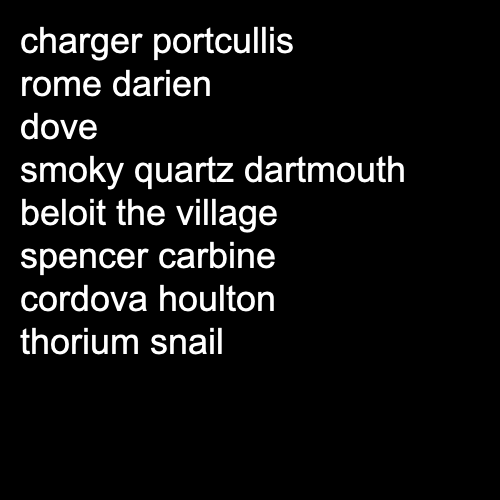 charger portcullis
rome darien
dove
smoky quartz dartmouth
beloit the village
spencer carbine
cordova houlton
thorium snail